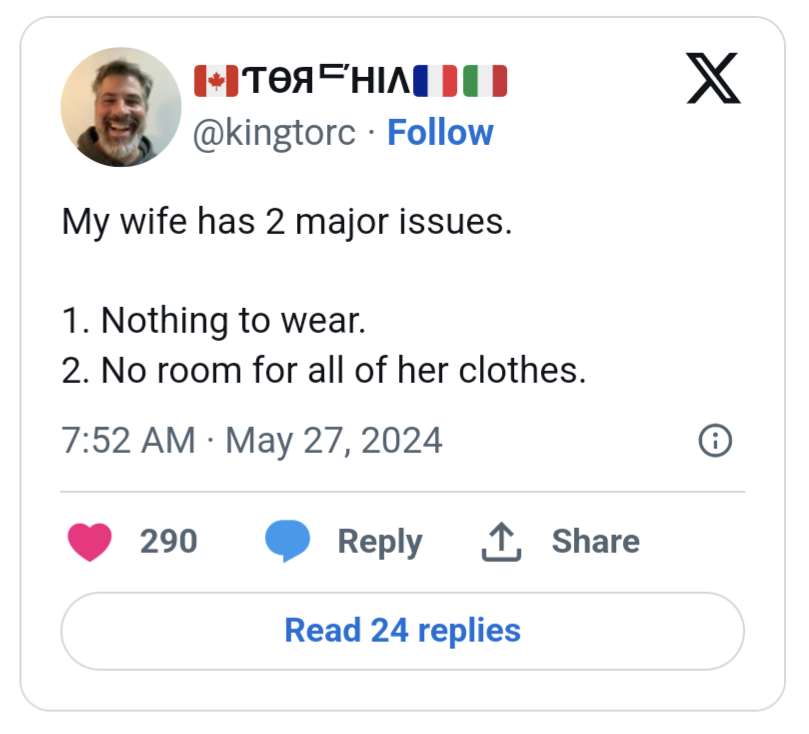 🇨🇦ƬѲЯᄃΉIΛ🇫🇷🇮🇹
@kingtorc · Follow
My wife has 2 major issues.
1. Nothing to wear.
2. No room for all of her clothes.
7:52 AM · May 27, 2024
290 Reply Share
Read 24 replies